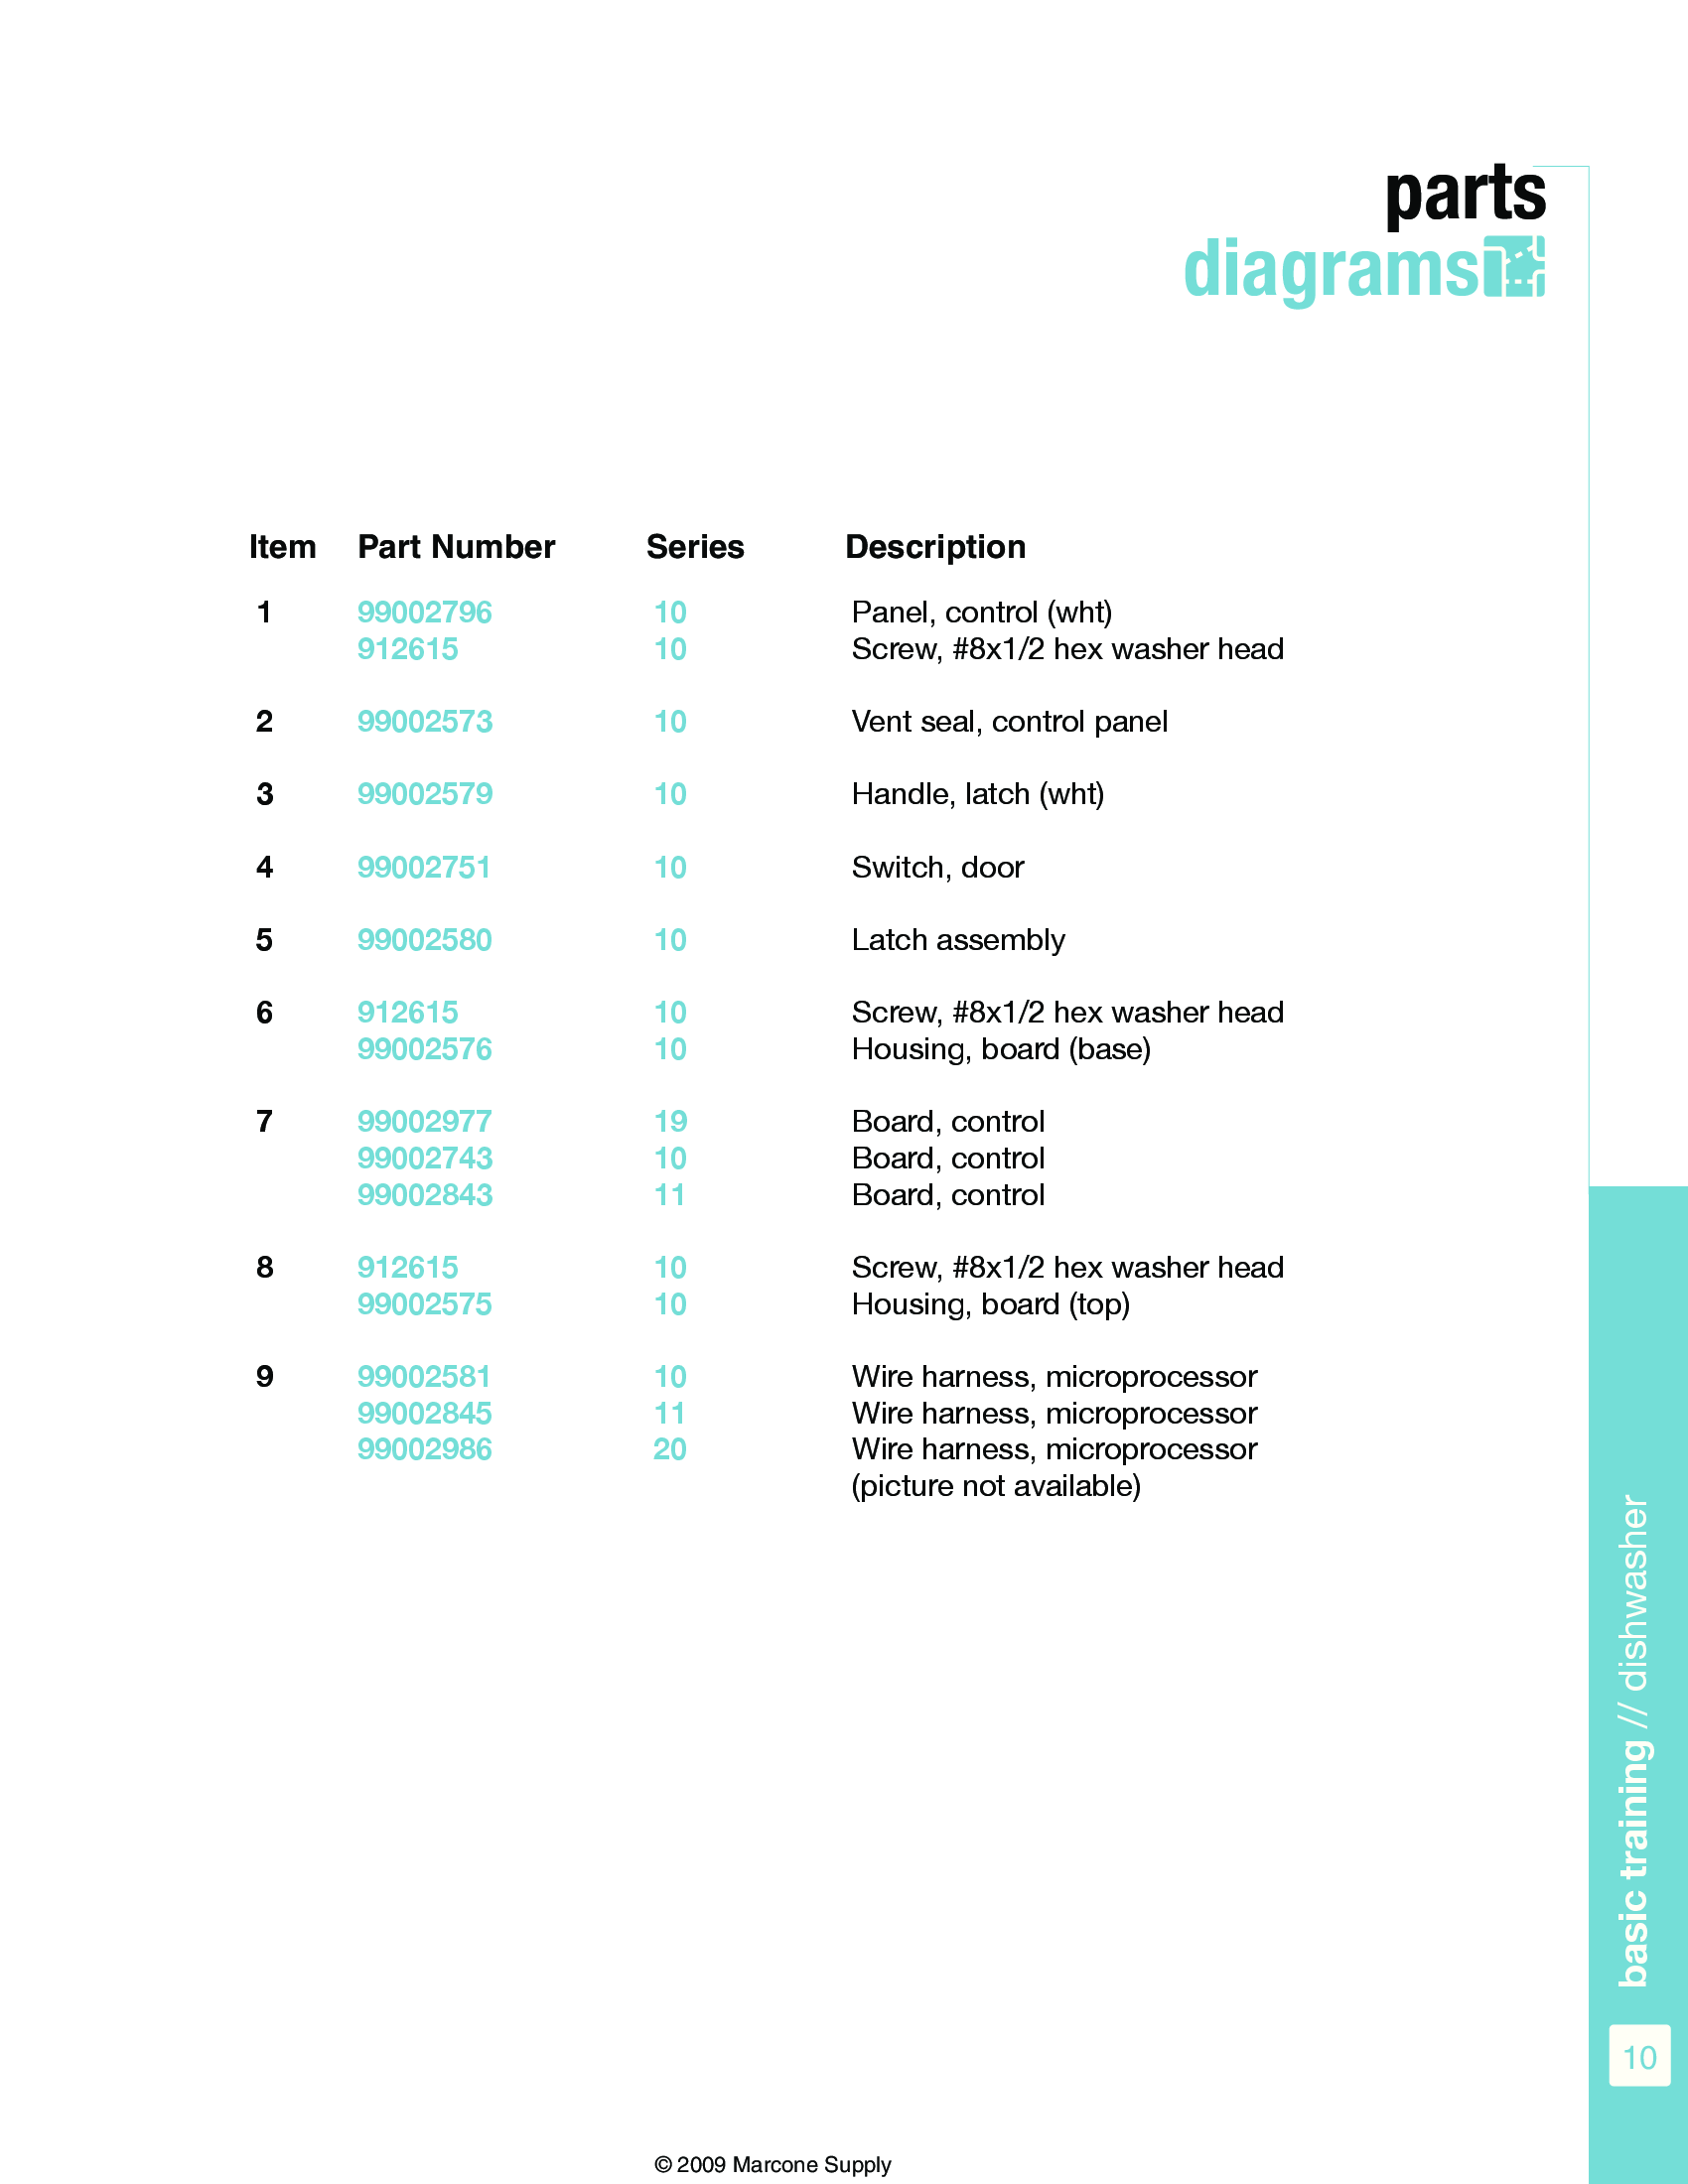 parts
diagrams
Item Part Number Series Description
1 99002796 10 Panel, control (wht)
912615 10 Screw, #8x1/2 hex washer head
2 99002573 10 Vent seal, control panel
3 99002579 10 Handle, latch (wht)
4 99002751 10 Switch, door
5 99002580 10 Latch assembly
6 912615 10 Screw, #8x1/2 hex washer head
99002576 10 Housing, board (base)
7 99002977 19 Board, control
99002743 10 Board, control
99002843 11 Board, control
8 912615 10 Screw, #8x1/2 hex washer head
99002575 10 Housing, board (top)
9 99002581 10 Wire harness, microprocessor
99002845 11 Wire harness, microprocessor
99002986 20 Wire harness, microprocessor
(picture not available)
basic training // dishwasher
10
© 2009 Marcone Supply